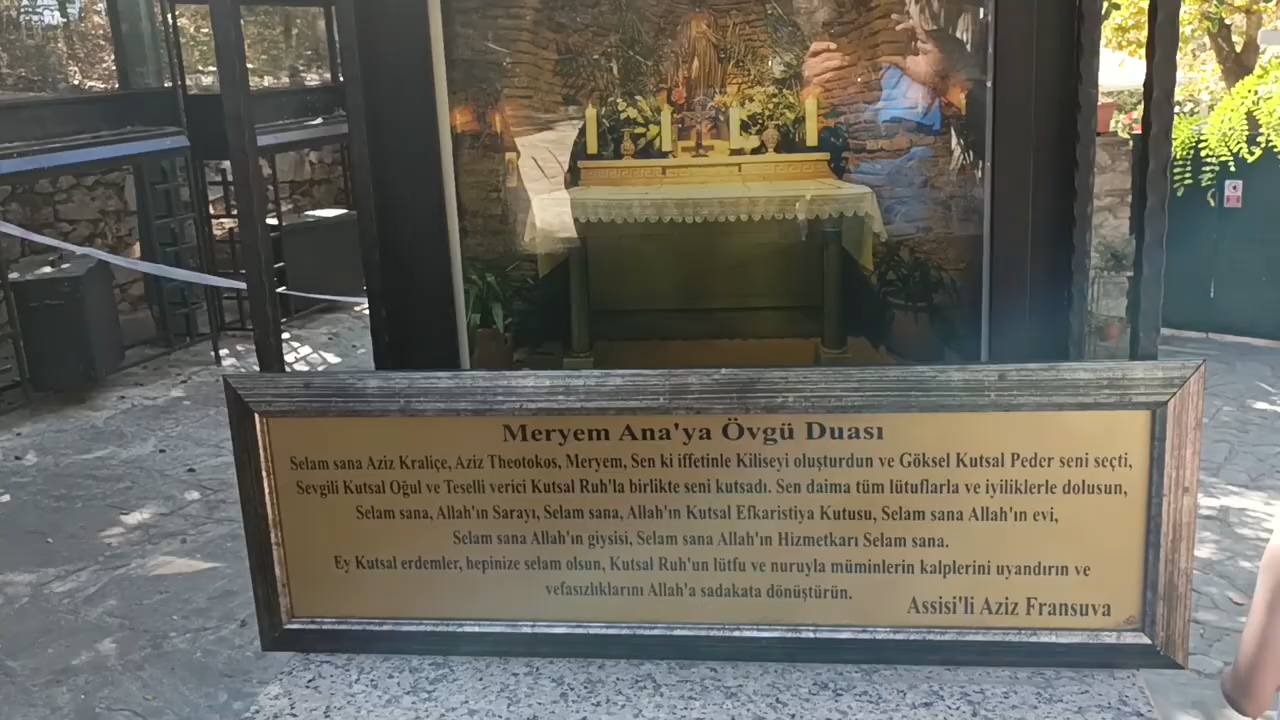 Meryem Ana'ya Övgü Duası
Selam sana Aziz Kraliçe, Aziz Theotokos, Meryem, Sen ki iffetinle Kiliseyi oluşturdun ve Göksel Kutsal Peder seni seçti,
Sevgili Kutsal Oğul ve Teselli verici Kutsal Ruh'la birlikte seni kutsadı. Sen daima tüm lütuflarla ve iyiliklerle dolusun,
Selam sana, Allah'ın Sarayı, Selam sana, Allah'ın Kutsal Efkaristiya Kutusu, Selam sana Allah'ın evi,
Selam sana Allah'ın giysisi, Selam sana Allah'ın Hizmetkarı Selam sana.
Ey Kutsal erdemler, hepinize selam olsun, Kutsal Ruh'un lütfu ve nuruyla müminlerin kalplerini uyandırın ve
vefasızlıklarını Allah'a sadakata dönüştürün.
Assisi'li Aziz Fransuva